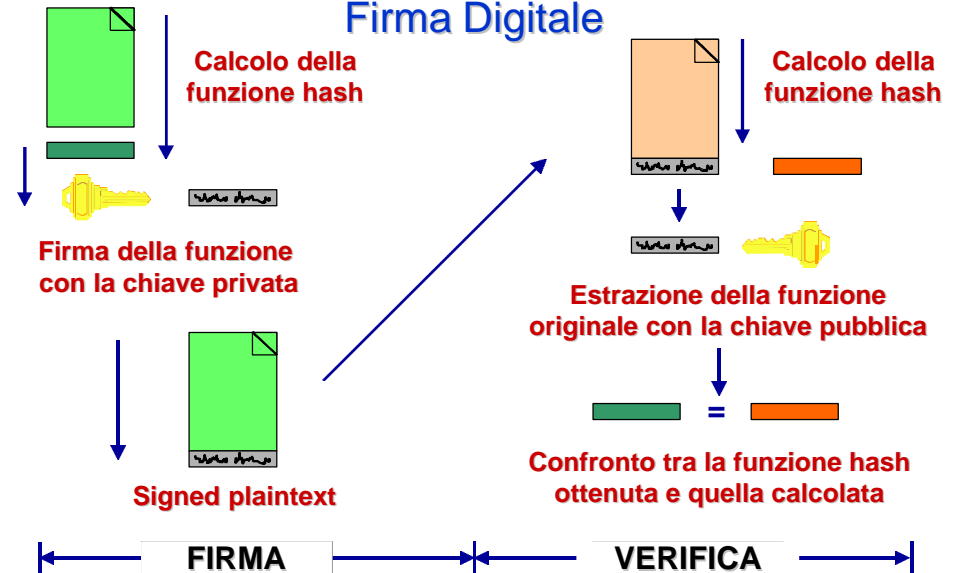 Firma Digitale
Calcolo della
funzione hash
Firma della funzione
con la chiave privata
Signed plaintext
Calcolo della
funzione hash
Estrazione della funzione
originale con la chiave pubblica
=
Confronto tra la funzione hash
ottenuta e quella calcolata
FIRMA
VERIFICA